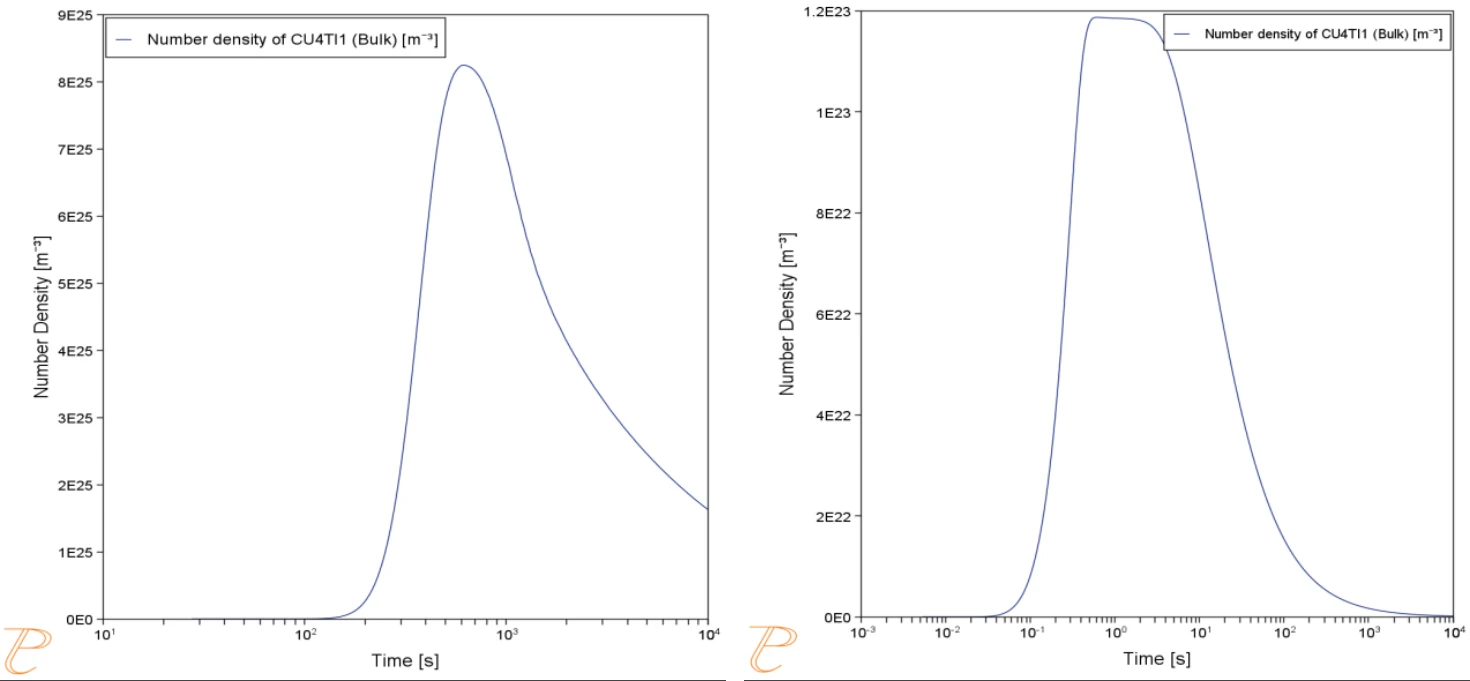 9E25
Number density of CU4TI1 (Bulk) [m⁻³]
8E25
7E25
6E25
5E25
4E25
3E25
2E25
1E25
0E0
Number Density [m⁻³]
10¹ 10² 10³ 10⁴
Time [s]
1.2E23
Number density of CU4TI1 (Bulk) [m⁻³]
1E23
8E22
6E22
4E22
2E22
0E0
Number Density [m⁻³]
10⁻³ 10⁻² 10⁻¹ 10⁰ 10¹ 10² 10³ 10⁴
Time [s]